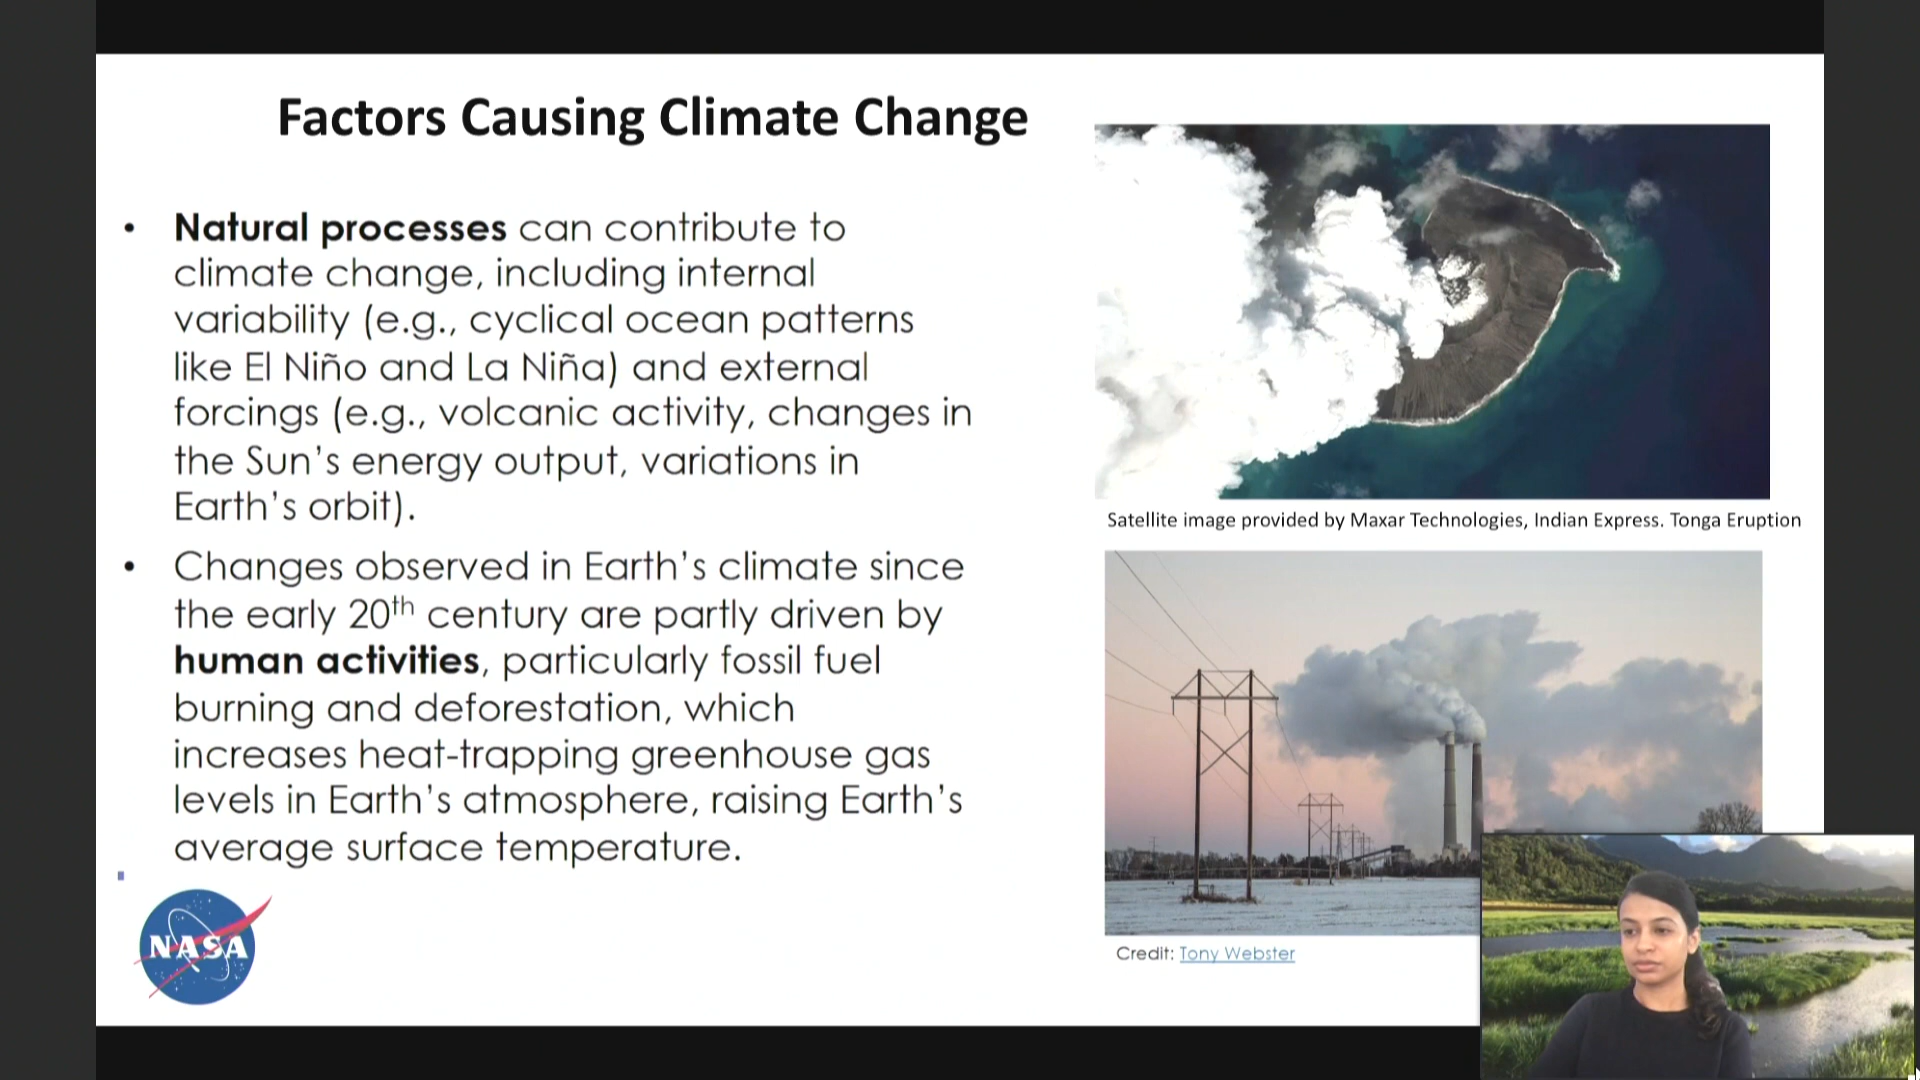 Factors Causing Climate Change
• Natural processes can contribute to
climate change, including internal
variability (e.g., cyclical ocean patterns
like El Niño and La Niña) and external
forcings (e.g., volcanic activity, changes in
the Sun’s energy output, variations in
Earth’s orbit).
• Changes observed in Earth’s climate since
the early 20th century are partly driven by
human activities, particularly fossil fuel
burning and deforestation, which
increases heat-trapping greenhouse gas
levels in Earth’s atmosphere, raising Earth’s
average surface temperature.
NASA
Satellite image provided by Maxar Technologies, Indian Express. Tonga Eruption
Credit: Tony Webster